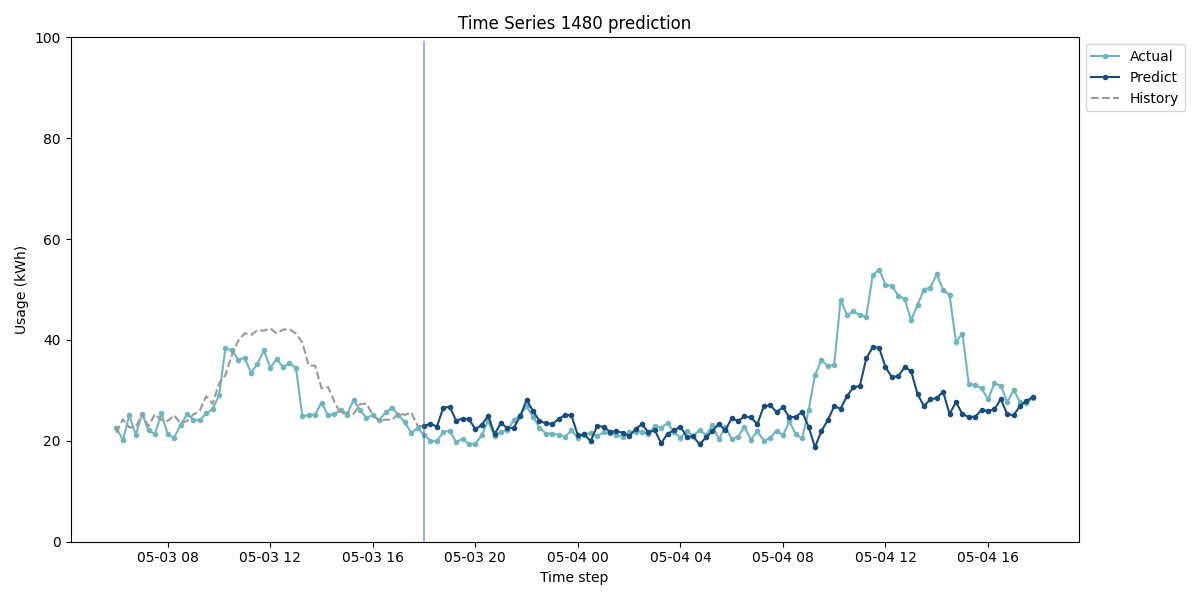 Time Series 1480 prediction
100
80
60
40
20
0
Usage (kWh)
05-03 08
05-03 12
05-03 16
05-03 20
05-04 00
05-04 04
05-04 08
05-04 12
05-04 16
Time step
Actual
Predict
History